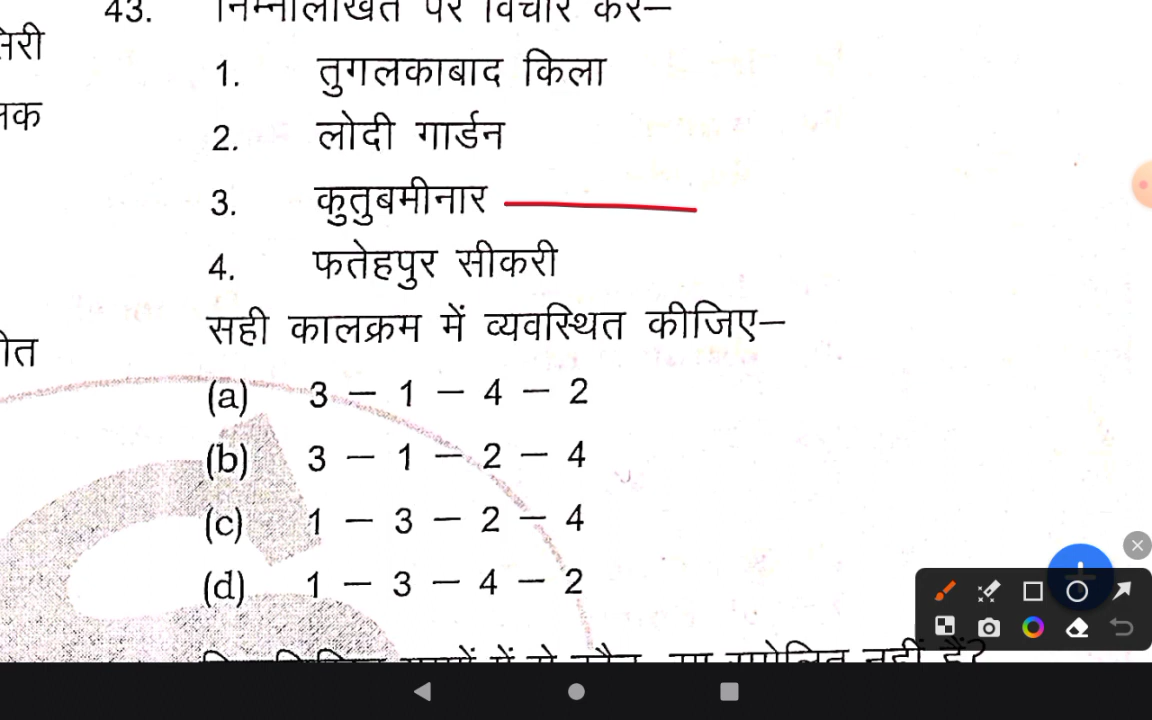 सिरी
43. निम्नलिखित पर विचार करें–
1. तुगलकाबाद किला
2. लोदी गार्डन
3. कुतुबमीनार
4. फतेहपुर सीकरी
सही कालक्रम में व्यवस्थित कीजिए–
(a) 3 – 1 – 4 – 2
(b) 3 – 1 – 2 – 4
(c) 1 – 3 – 2 – 4
(d) 1 – 3 – 4 – 2